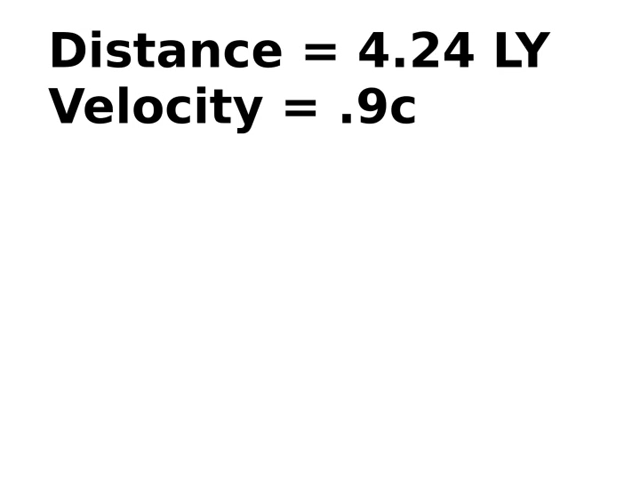 Distance = 4.24 LY
Velocity = .9c